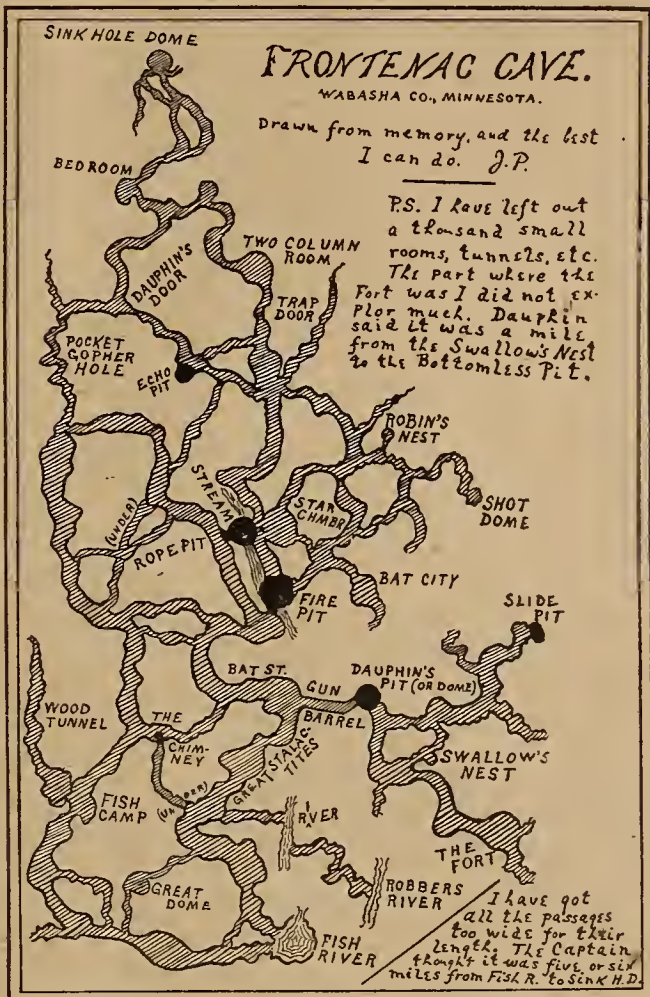 SINK HOLE DOME
FRONTENAC CAVE.
WABASHA CO., MINNESOTA.
Drawn from memory, and the best
I can do. J.P.
P.S. I have left out
a thousand small
rooms, tunnels, etc.
The part where the
Fort was I did not ex-
plor much. Dauphin
said it was a mile
from the Swallow's Nest
to the Bottomless Pit.
BEDROOM
DAUPHIN'S
DOOR
TWO COLUMN
ROOM
TRAP
DOOR
POCKET
GOPHER
HOLE
ECHO
PIT
ROBIN'S
NEST
STREAM
STAR
CHMBR
SHOT
DOME
(UNDER)
ROPE PIT
FIRE
PIT
BAT CITY
SLIDE
PIT
BAT ST.
GUN
BARREL
DAUPHIN'S
PIT (OR DOME)
WOOD
TUNNEL
THE
CHIM-
NEY
(UNDER)
GREAT STALAC-
TITES
SWALLOW'S
NEST
FISH
CAMP
RIVER
THE
FORT
GREAT
DOME
ROBBERS
RIVER
FISH
RIVER
I have got
all the passages
too wide for their
length. The Captain
thought it was five or six
miles from Fish R. to Sink H.D.